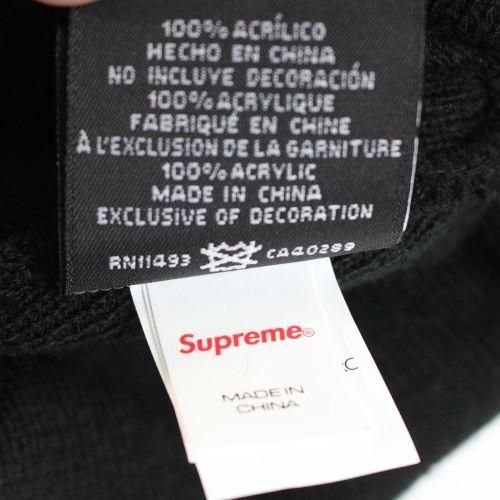 100% ACRÍLICO
HECHO EN CHINA
NO INCLUYE DECORACIÓN
100% ACRYLIQUE
FABRIQUÉ EN CHINE
À L'EXCLUSION DE LA GARNITURE
100% ACRYLIC
MADE IN CHINA
EXCLUSIVE OF DECORATION
RN11493 CA40289
Supreme®
MADE IN
CHINA